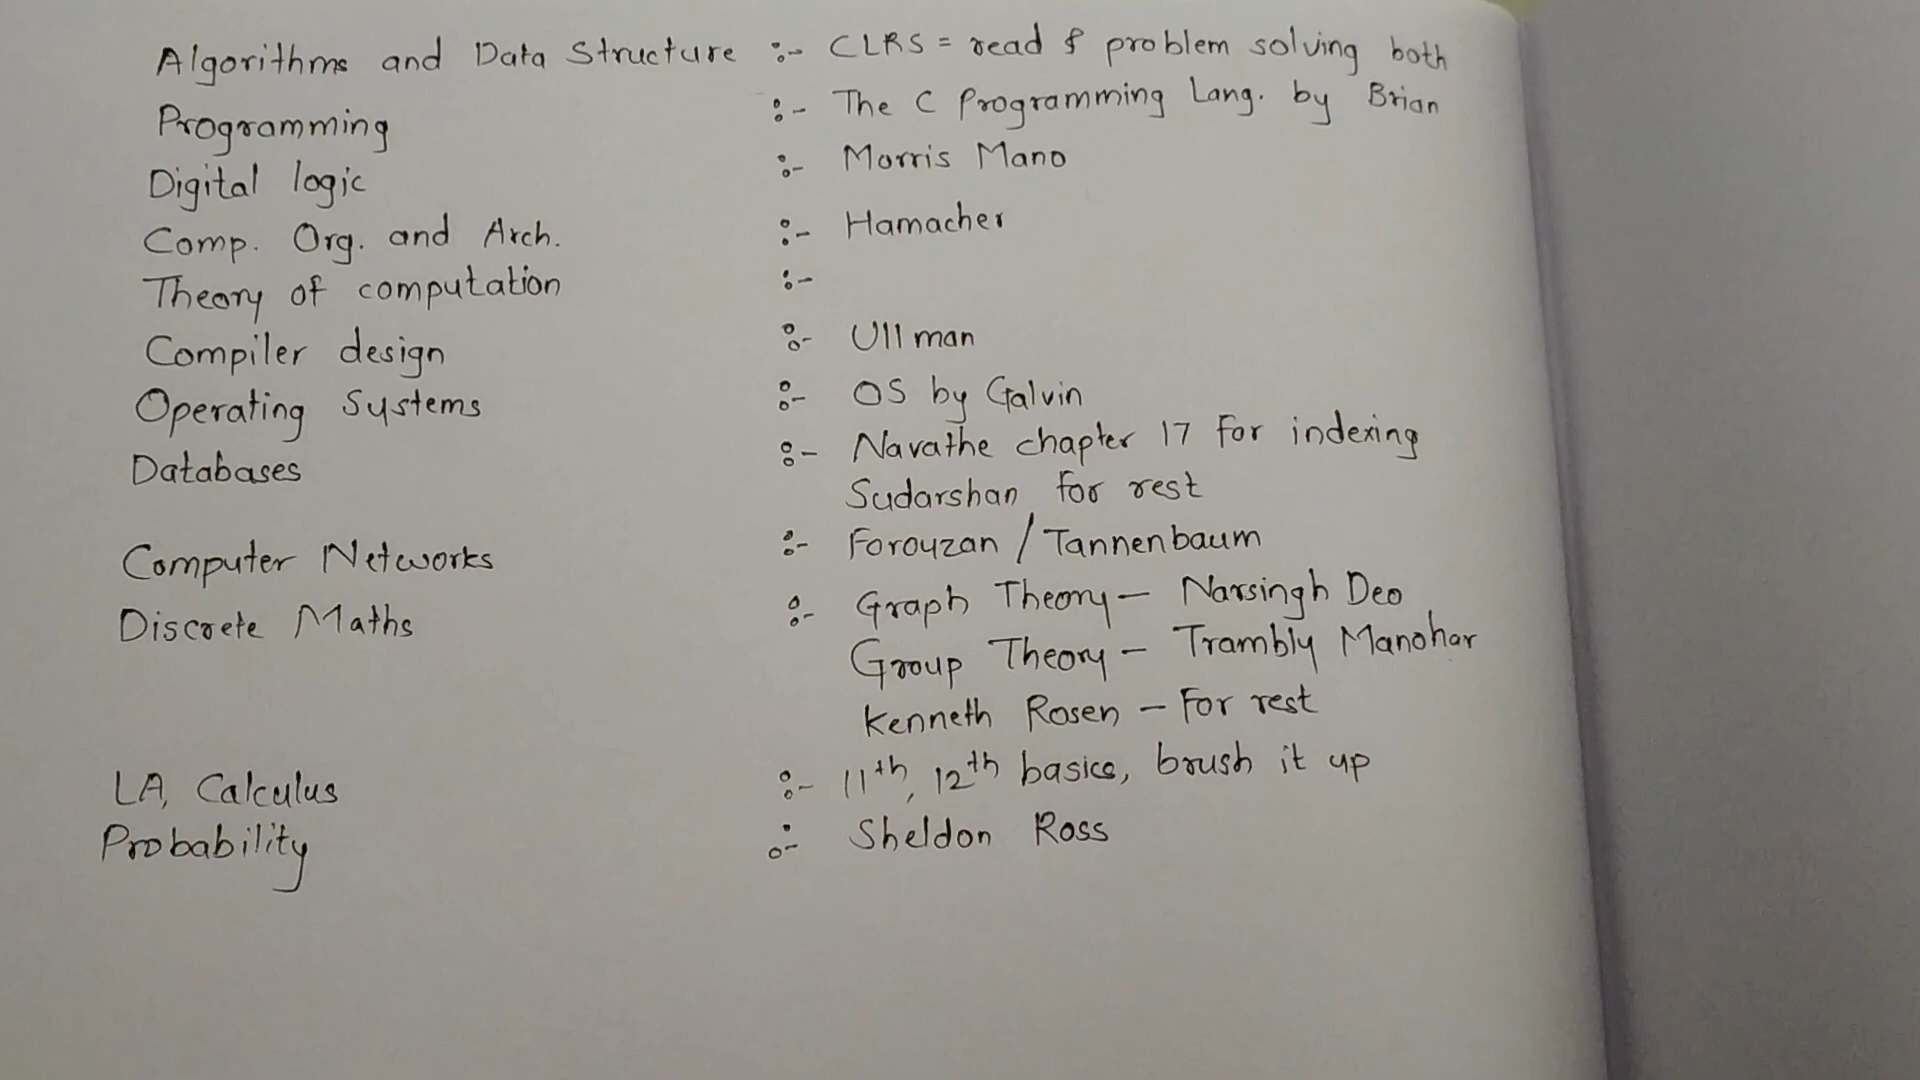 Algorithms and Data Structure :- CLRS = read & problem solving both
Programming :- The C Programming Lang. by Brian
Digital logic :- Morris Mano
Comp. Org. and Arch. :- Hamacher
Theory of computation :-
Compiler design :- Ullman
Operating Systems :- OS by Galvin
Databases :- Navathe chapter 17 for indexing
Sudarshan for rest
Computer Networks :- Forouzan / Tannenbaum
Discrete Maths :- Graph Theory - Narsingh Deo
Group Theory - Trambly Manohar
Kenneth Rosen - For rest
LA, Calculus :- 11th, 12th basics, brush it up
Probability :- Sheldon Ross